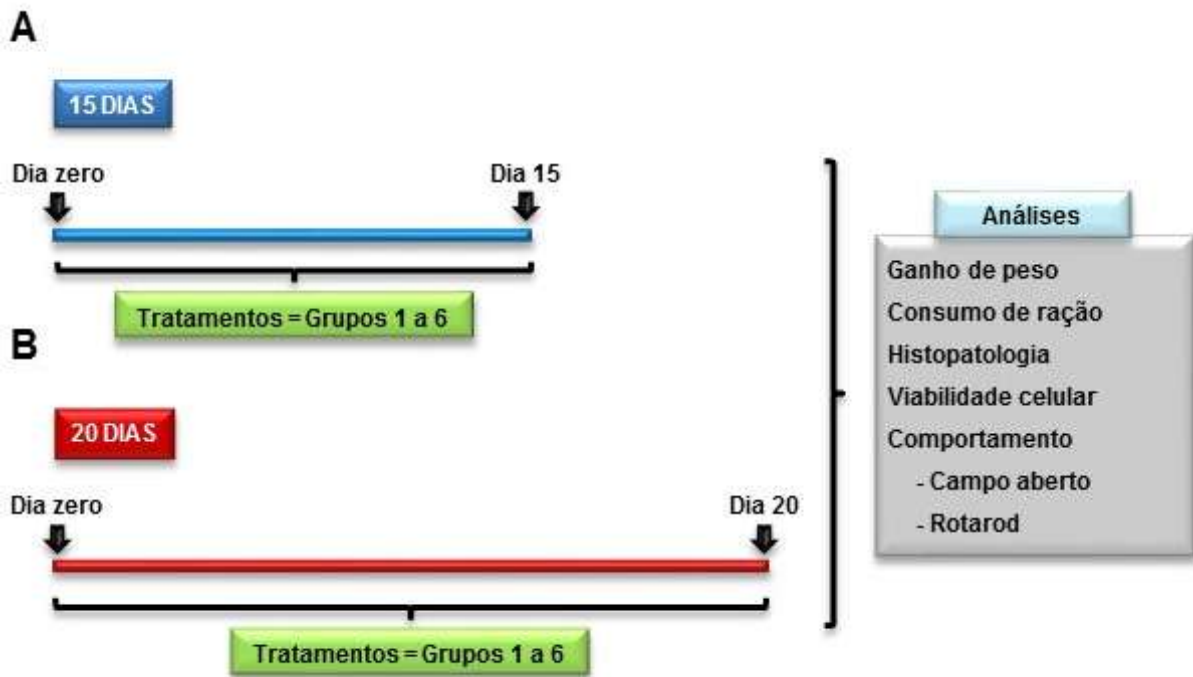 A
15 DIAS
Dia zero
Dia 15
Tratamentos = Grupos 1 a 6
B
20 DIAS
Dia zero
Dia 20
Tratamentos = Grupos 1 a 6
Análises
Ganho de peso
Consumo de ração
Histopatologia
Viabilidade celular
Comportamento
- Campo aberto
- Rotarod